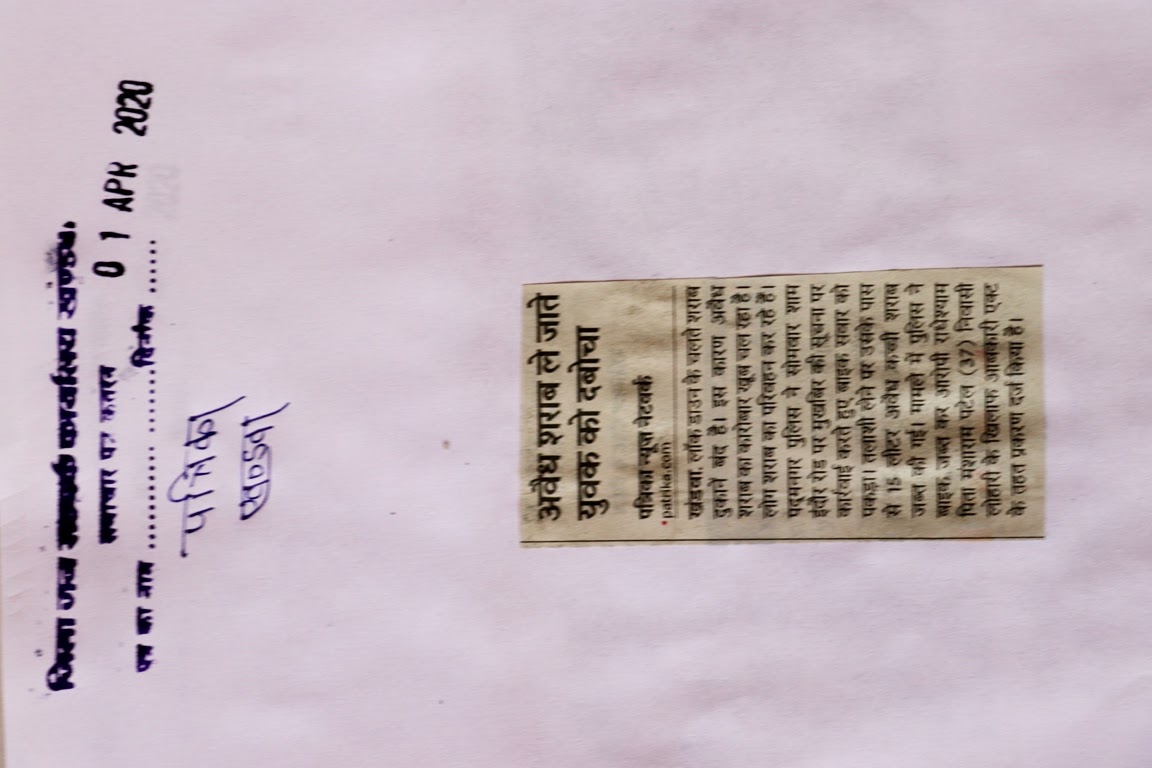 जिला जन सम्पर्क कार्यालय खण्डवा.
समाचार पत्र कतरन
01 APR 2020
पत्र का नाम .................. दिनांक ......
पत्रिका
खण्डवा
अवैध शराब ले जाते
युवक को दबोचा
पत्रिका न्यूज नेटवर्क
patrika.com
खंडवा. लॉक डाउन के चलते शराब
दुकानें बंद है। इस कारण अवैध
शराब का कारोबार खूब चल रहा है।
लोग शराब का परिवहन कर रहे हैं।
पदमनगर पुलिस ने सोमवार शाम
इंदौर रोड पर मुखबिर की सूचना पर
कार्रवाई करते हुए बाइक सवार को
पकड़ा। तलाशी लेने पर उसके पास
से 15 लीटर अवैध कच्ची शराब
जब्त की गई। मामले में पुलिस ने
बाइक जब्त कर आरोपी राधेश्याम
पिता मंशाराम पटेल (37) निवासी
लोहारी के खिलाफ आबकारी एक्ट
के तहत प्रकरण दर्ज किया है।